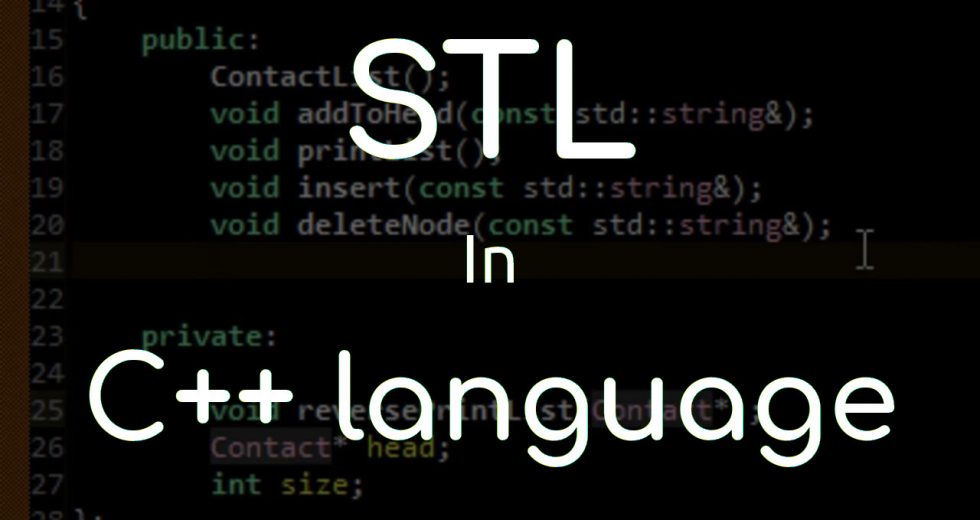 14 {
15 public:
16 ContactList();
17 void addToHead(const std::string&);
18 void printList();
19 void insert(const std::string&);
20 void deleteNode(const std::string&);
21
22
23 private:
24
25 void reversePrintList(Contact*);
26 Contact* head;
27 int size;
28 };
STL
In
C++ language